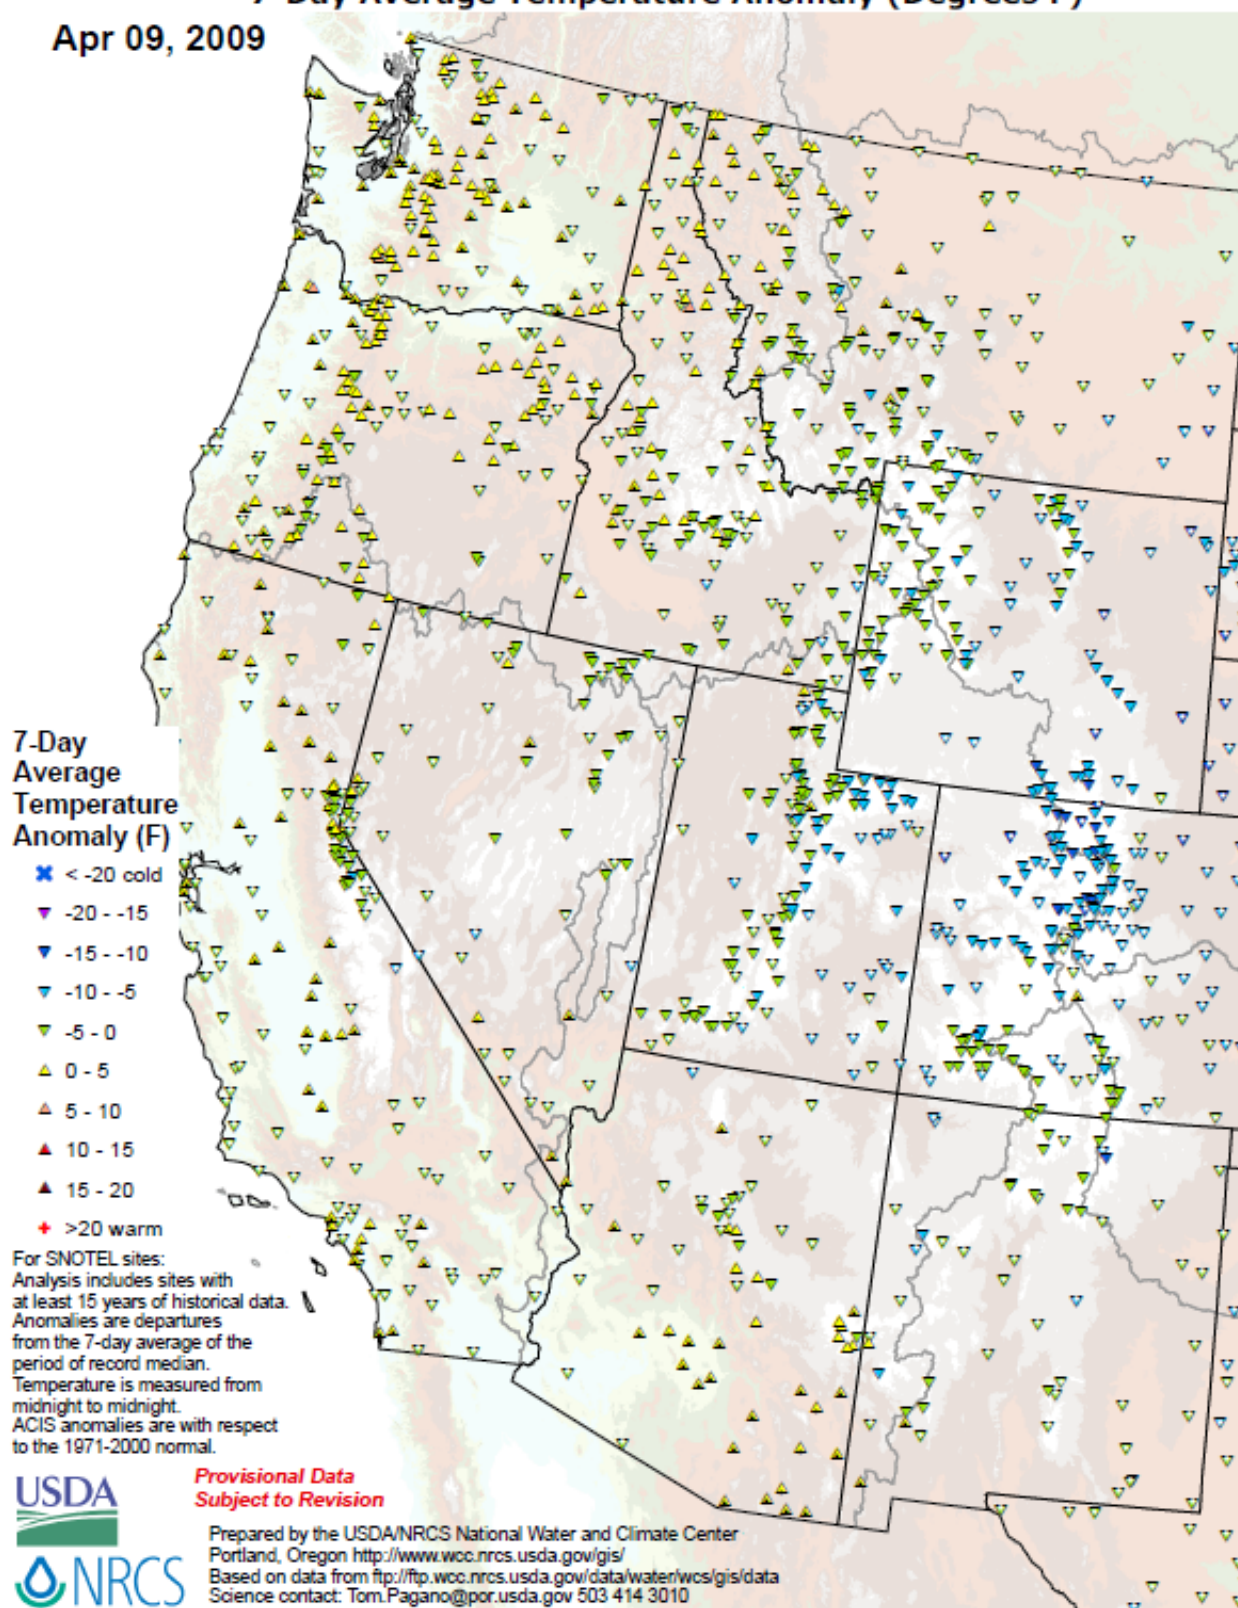 7-Day Average Temperature Anomaly (Degrees F)
Apr 09, 2009
7-Day
Average
Temperature
Anomaly (F)
< -20 cold
-20 - -15
-15 - -10
-10 - -5
-5 - 0
0 - 5
5 - 10
10 - 15
15 - 20
>20 warm
For SNOTEL sites:
Analysis includes sites with
at least 15 years of historical data.
Anomalies are departures
from the 7-day average of the
period of record median.
Temperature is measured from
midnight to midnight.
ACIS anomalies are with respect
to the 1971-2000 normal.
USDA
NRCS
Provisional Data
Subject to Revision
Prepared by the USDA/NRCS National Water and Climate Center
Portland, Oregon http://www.wcc.nrcs.usda.gov/gis/
Based on data from ftp://ftp.wcc.nrcs.usda.gov/data/water/wcs/gis/data
Science contact: Tom.Pagano@por.usda.gov 503 414 3010